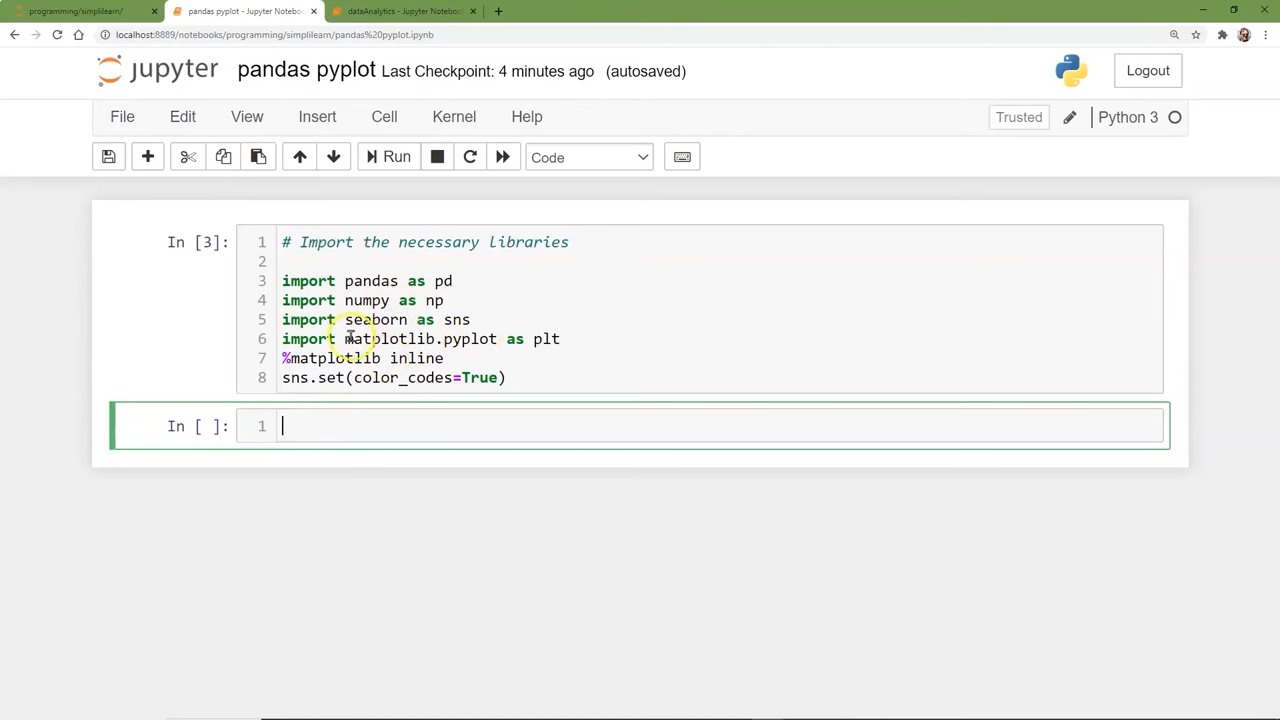 programming/simplilearn/
pandas pyplot - Jupyter Noteboo
dataAnalytics - Jupyter Notebook
localhost:8889/notebooks/programming/simplilearn/pandas%20pyplot.ipynb
jupyter pandas pyplot Last Checkpoint: 4 minutes ago (autosaved) Logout
File Edit View Insert Cell Kernel Help Trusted Python 3
Run Code
In [3]:
1 # Import the necessary libraries
2
3 import pandas as pd
4 import numpy as np
5 import seaborn as sns
6 import matplotlib.pyplot as plt
7 %matplotlib inline
8 sns.set(color_codes=True)
In [ ]: 1